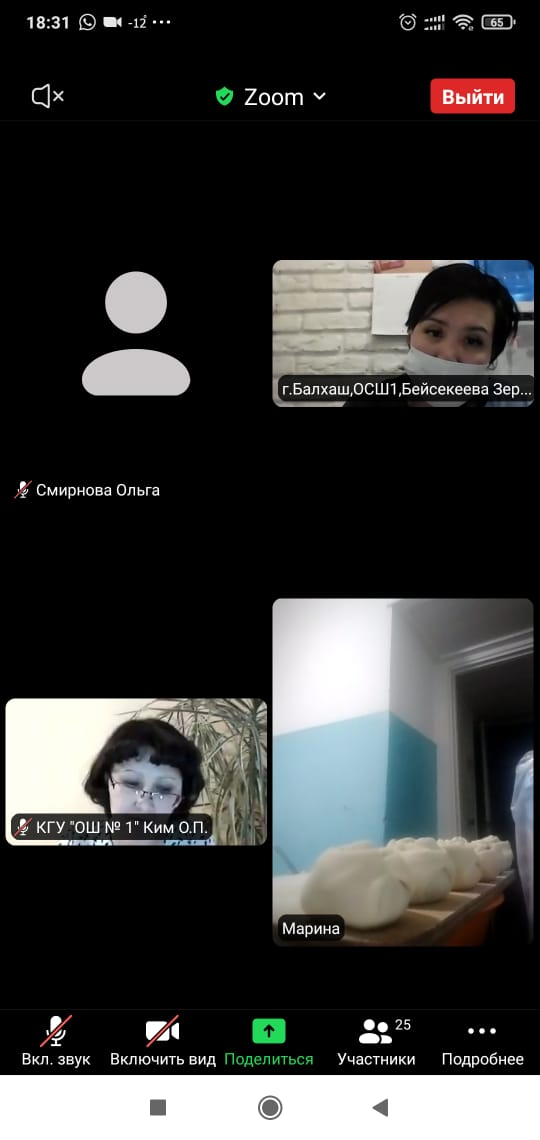 18:31 -12° 65
Zoom
Выйти
г.Балхаш,ОСШ1,Бейсекеева Зер...
Смирнова Ольга
КГУ "ОШ № 1" Ким О.П.
Марина
25
Вкл. звук Включить вид Поделиться Участники Подробнее